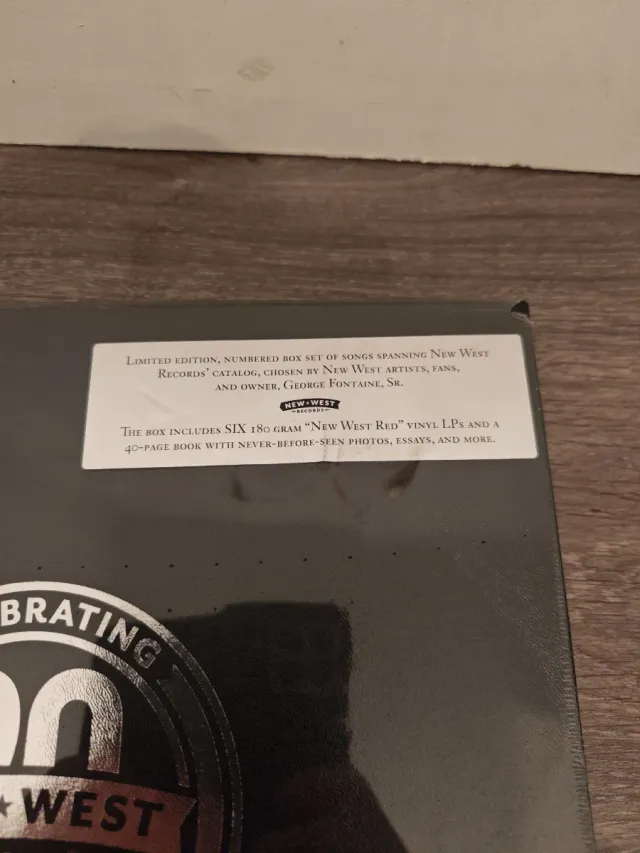 Limited edition, numbered box set of songs spanning New West
Records' catalog, chosen by New West artists, fans,
and owner, George Fontaine, Sr.
NEW ★ WEST
RECORDS
The box includes SIX 180 gram “New West Red” vinyl LPs and a
40-page book with never-before-seen photos, essays, and more.
BRATING
★ WEST